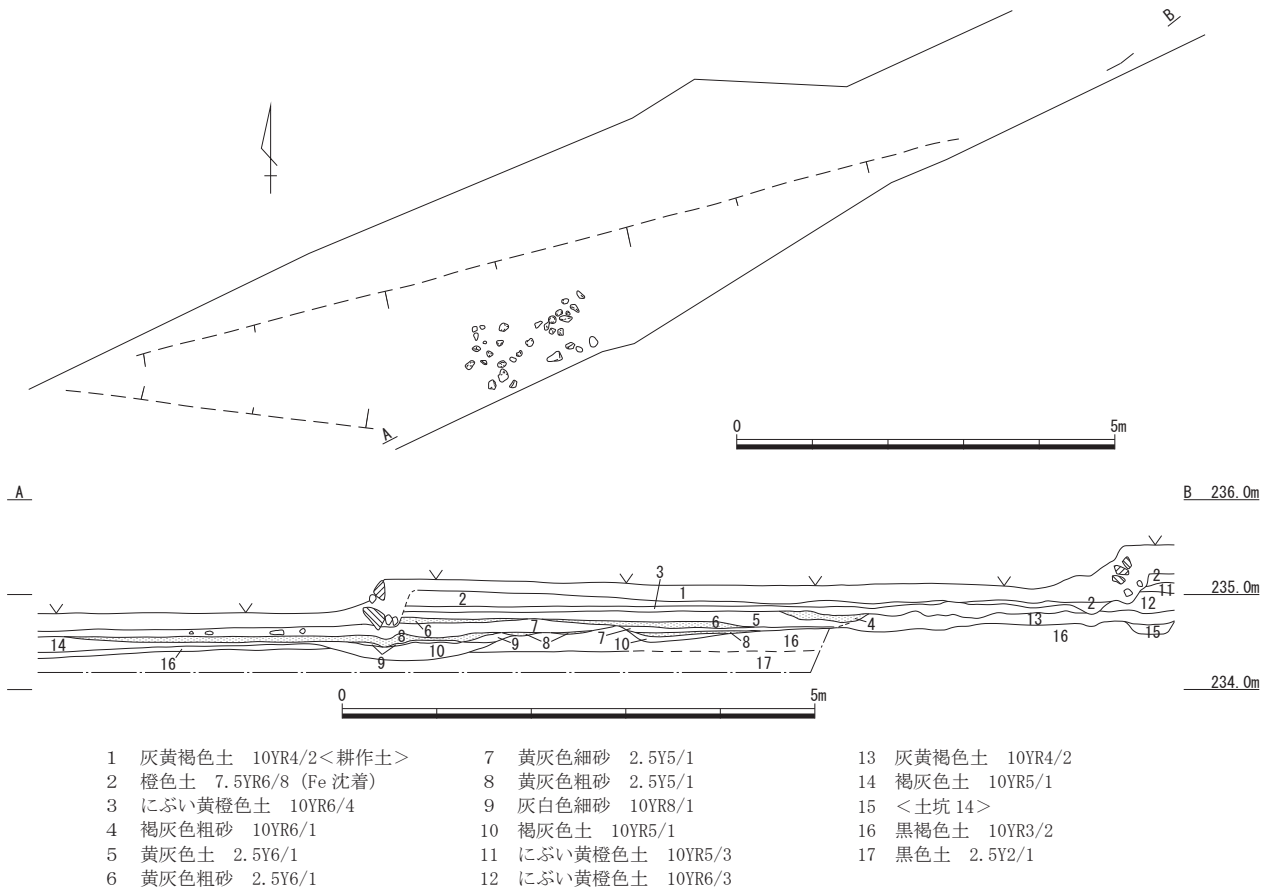 B
A
0 5m
A B 236.0m
3
1
2 2
11
235.0m
2 12
6 7 6 5 4 13
14 8 7 16 16 15
10 9 8 10 8
16 9 17
234.0m
0 5m
1 灰黄褐色土 10YR4/2＜耕作土＞
2 橙色土 7.5YR6/8 (Fe 沈着)
3 にぶい黄橙色土 10YR6/4
4 褐灰色粗砂 10YR6/1
5 黄灰色土 2.5Y6/1
6 黄灰色粗砂 2.5Y6/1
7 黄灰色細砂 2.5Y5/1
8 黄灰色粗砂 2.5Y5/1
9 灰白色細砂 10YR8/1
10 褐灰色土 10YR5/1
11 にぶい黄橙色土 10YR5/3
12 にぶい黄橙色土 10YR6/3
13 灰黄褐色土 10YR4/2
14 褐灰色土 10YR5/1
15 ＜土坑 14＞
16 黒褐色土 10YR3/2
17 黒色土 2.5Y2/1